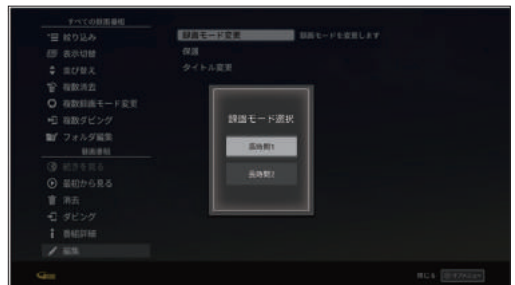 すべての録画番組
絞り込み
表示切替
並び替え
複数消去
複数録画モード変更
複数ダビング
フォルダ編集
録画番組
続きを見る
最初から見る
消去
ダビング
番組詳細
編集
録画モード変更
録画モードを変更します
保護
タイトル変更
録画モード選択
長時間1
長時間2
閉じる
サブメニュー